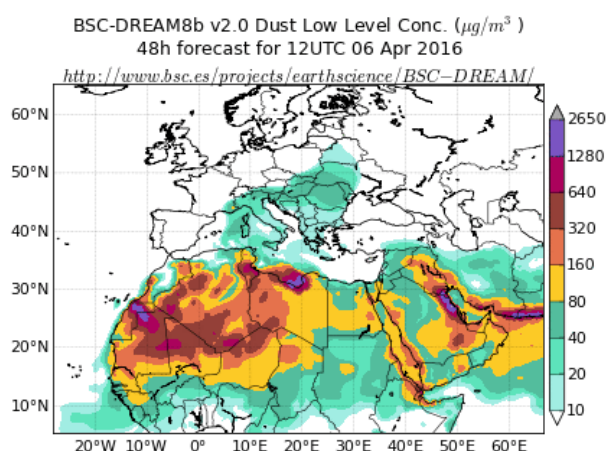 BSC-DREAM8b v2.0 Dust Low Level Conc. (μg/m³ )
48h forecast for 12UTC 06 Apr 2016
http://www.bsc.es/projects/earthscience/BSC−DREAM/
60°N
50°N
40°N
30°N
20°N
10°N
20°W 10°W 0° 10°E 20°E 30°E 40°E 50°E 60°E
2650
1280
640
320
160
80
40
20
10